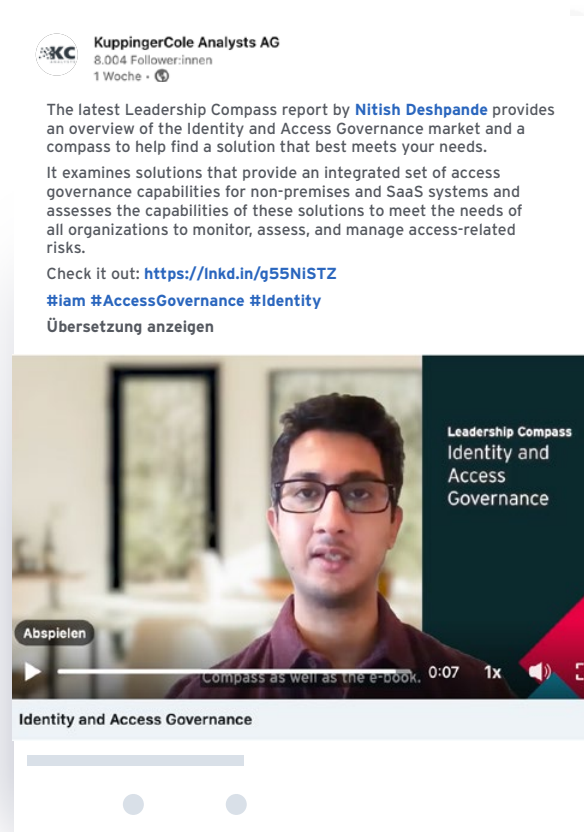 KC
KuppingerCole Analysts AG
8.004 Follower:innen
1 Woche •
The latest Leadership Compass report by Nitish Deshpande provides
an overview of the Identity and Access Governance market and a
compass to help find a solution that best meets your needs.
It examines solutions that provide an integrated set of access
governance capabilities for non-premises and SaaS systems and
assesses the capabilities of these solutions to meet the needs of
all organizations to monitor, assess, and manage access-related
risks.
Check it out: https://lnkd.in/g55NiSTZ
#iam #AccessGovernance #Identity
Übersetzung anzeigen
Leadership Compass
Identity and
Access
Governance
Abspielen
0:07 1x
Compass as well as the e-book.
Identity and Access Governance